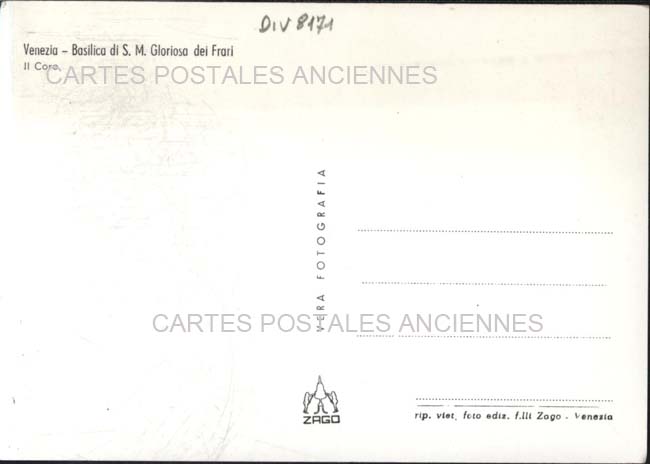 DIV 8171
Venezia – Basilica di S. M. Gloriosa dei Frari
Il Coro.
CARTES POSTALES ANCIENNES
VERA FOTOGRAFIA
CARTES POSTALES ANCIENNES
ZAGO
rip. viet. foto ediz. f.lli Zago - Venezia